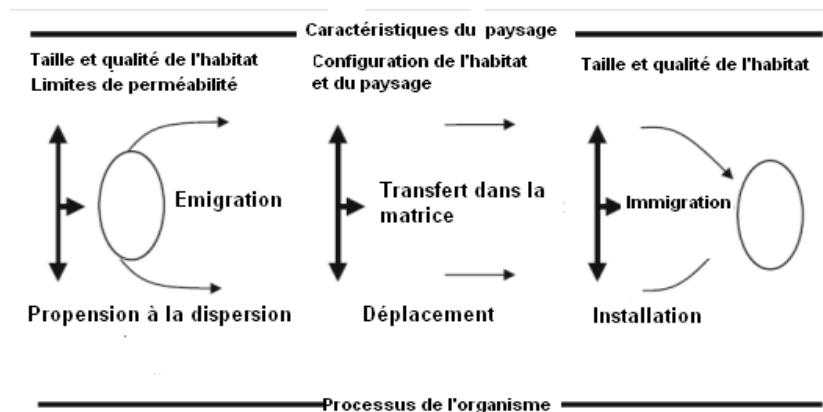 Caractéristiques du paysage
Taille et qualité de l'habitat
Limites de perméabilité
Configuration de l'habitat
et du paysage
Taille et qualité de l'habitat
Emigration
Transfert dans la
matrice
Immigration
Propension à la dispersion
Déplacement
Installation
Processus de l'organisme